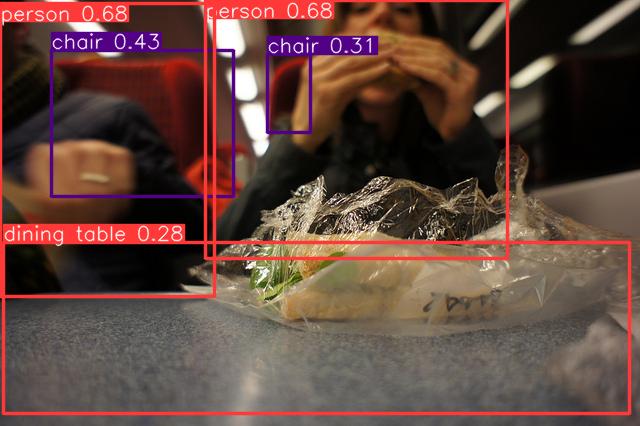 person 0.68
person 0.68
chair 0.43
chair 0.31
dining table 0.28